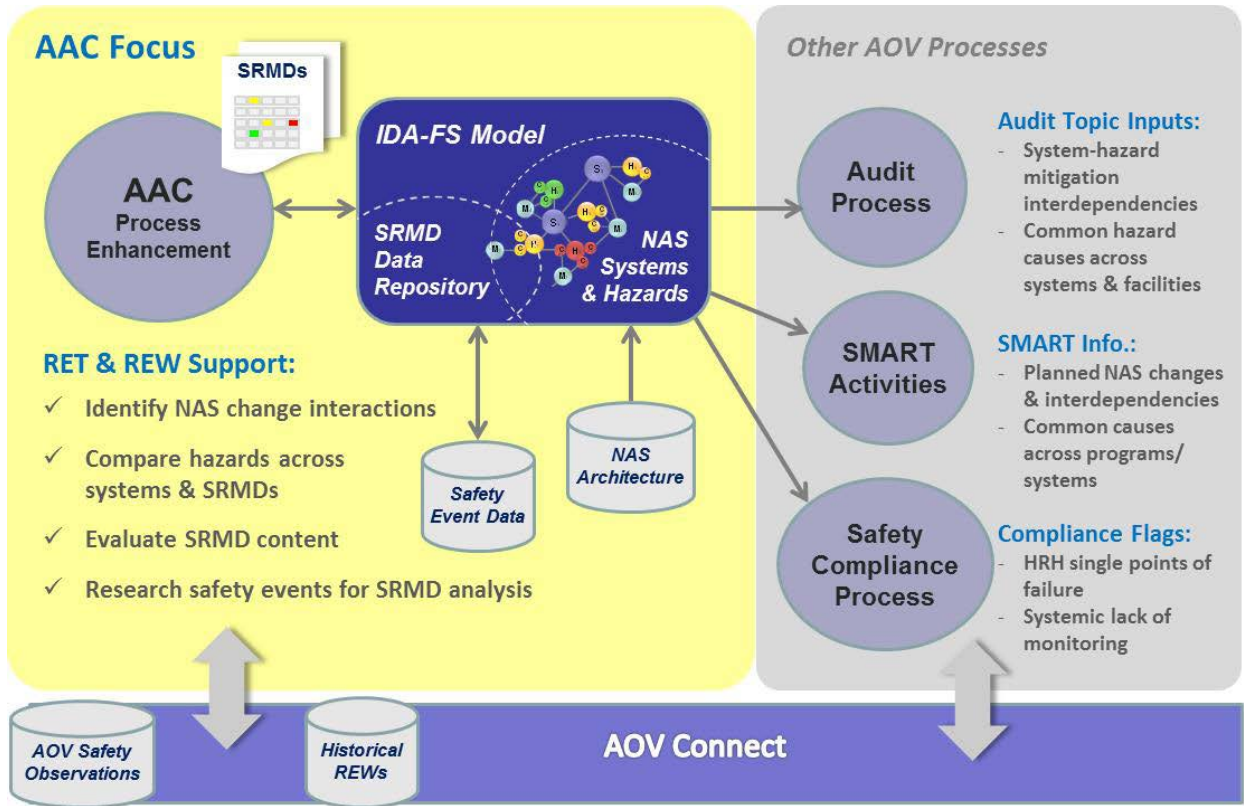 AAC Focus
SRMDs
AAC
Process
Enhancement
IDA-FS Model
SRMD
Data
Repository
NAS
Systems
& Hazards
Safety
Event Data
NAS
Architecture
RET & REW Support:
✓ Identify NAS change interactions
✓ Compare hazards across
systems & SRMDs
✓ Evaluate SRMD content
✓ Research safety events for SRMD analysis
Other AOV Processes
Audit
Process
Audit Topic Inputs:
- System-hazard
mitigation
interdependencies
- Common hazard
causes across
systems & facilities
SMART
Activities
SMART Info.:
- Planned NAS changes
& interdependencies
- Common causes
across programs/
systems
Safety
Compliance
Process
Compliance Flags:
- HRH single points of
failure
- Systemic lack of
monitoring
AOV Safety
Observations
Historical
REWs
AOV Connect